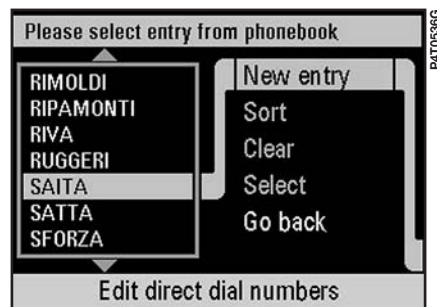 Please select entry from phonebook
RIMOLDI
RIPAMONTI
RIVA
RUGGERI
SAITA
SATTA
SFORZA
New entry
Sort
Clear
Select
Go back
Edit direct dial numbers
P4T0536G